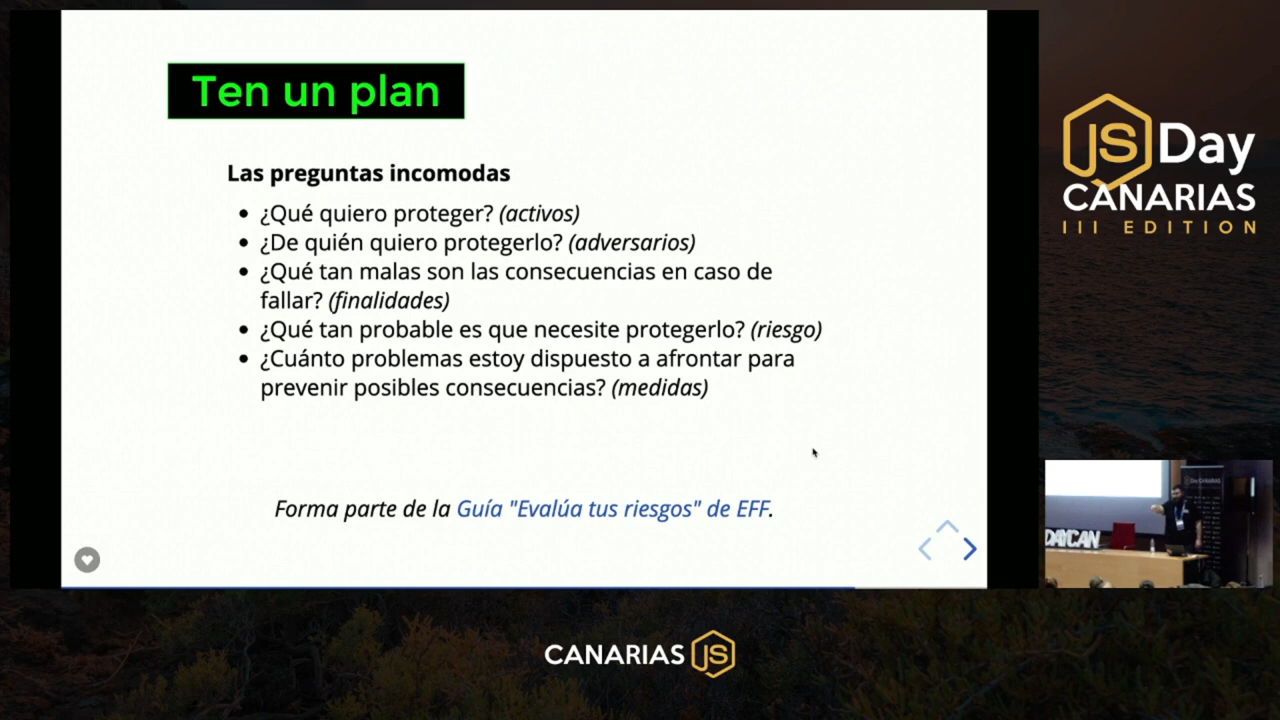 Ten un plan
Las preguntas incomodas
• ¿Qué quiero proteger? (activos)
• ¿De quién quiero protegerlo? (adversarios)
• ¿Qué tan malas son las consecuencias en caso de
fallar? (finalidades)
• ¿Qué tan probable es que necesite protegerlo? (riesgo)
• ¿Cuánto problemas estoy dispuesto a afrontar para
prevenir posibles consecuencias? (medidas)
Forma parte de la Guía "Evalúa tus riesgos" de EFF.
JS Day
CANARIAS
III EDITION
DAYCAN
CANARIAS JS